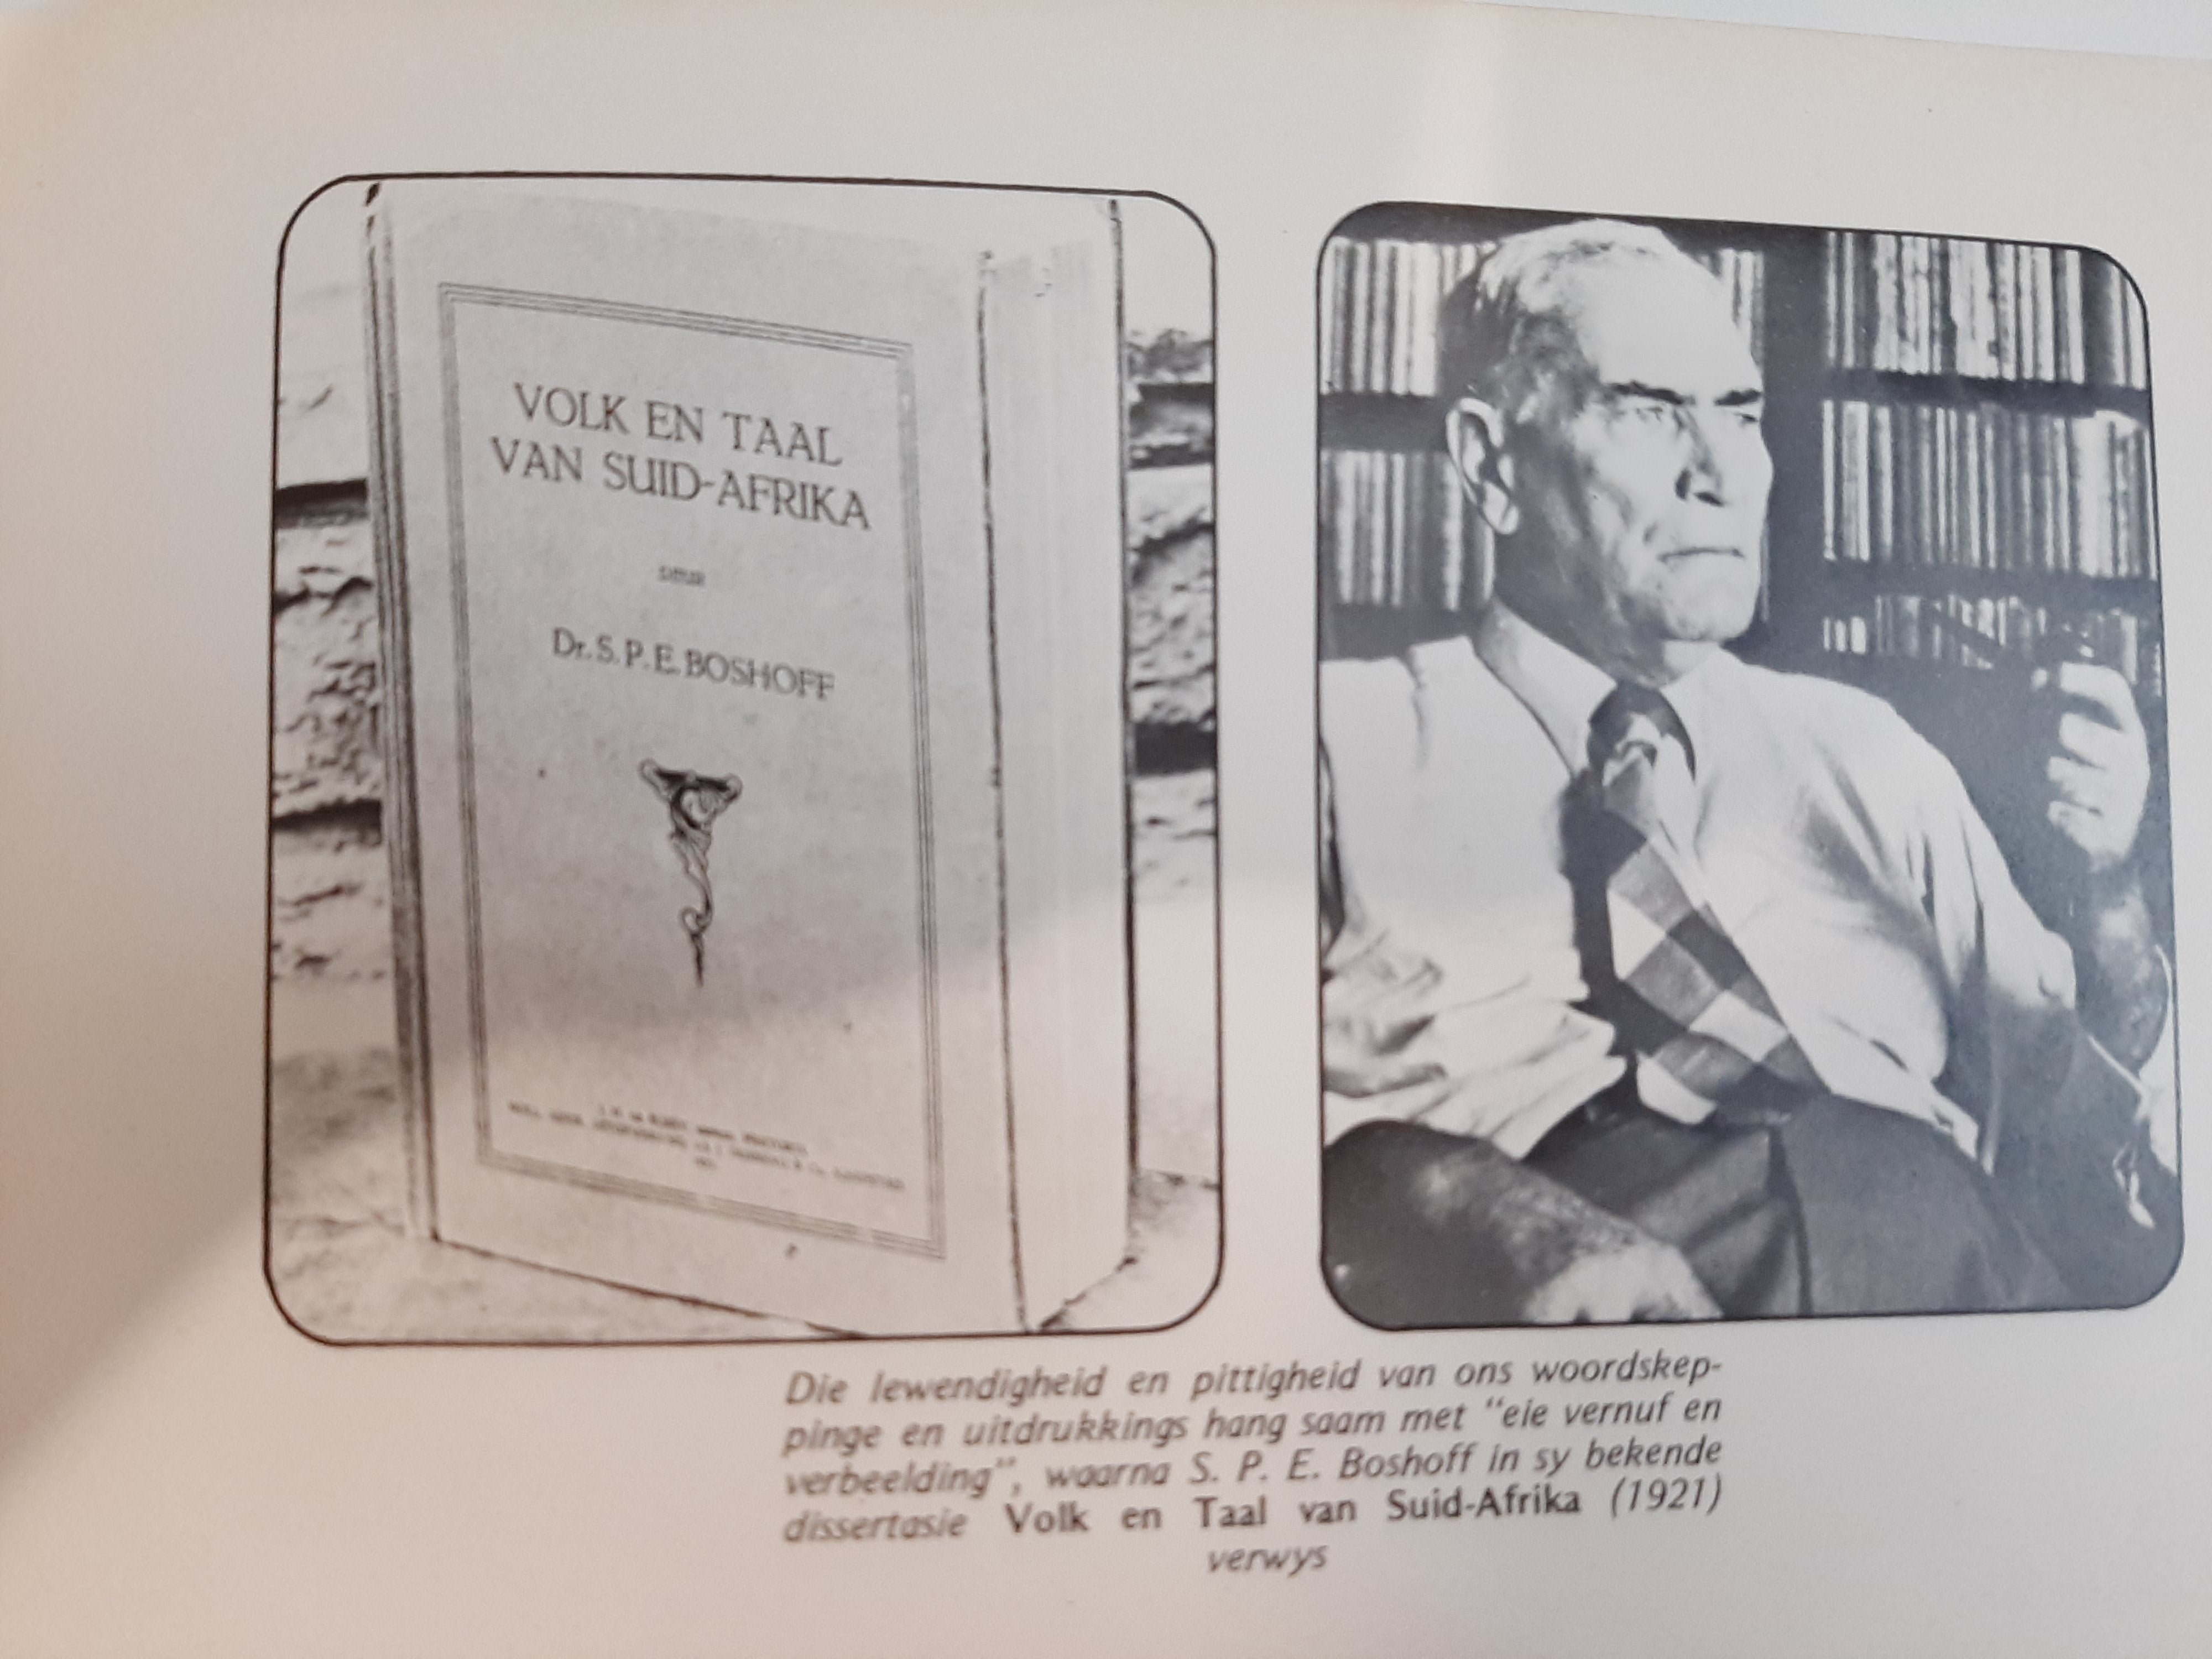 VOLK EN TAAL
VAN SUID-AFRIKA
DEUR
Dr. S. P. E. BOSHOFF
Die lewendigheid en pittigheid van ons woordskep-
pinge en uitdrukkings hang saam met "eie vernuf en
verbeelding", waarna S. P. E. Boshoff in sy bekende
dissertasie Volk en Taal van Suid-Afrika (1921)
verwys